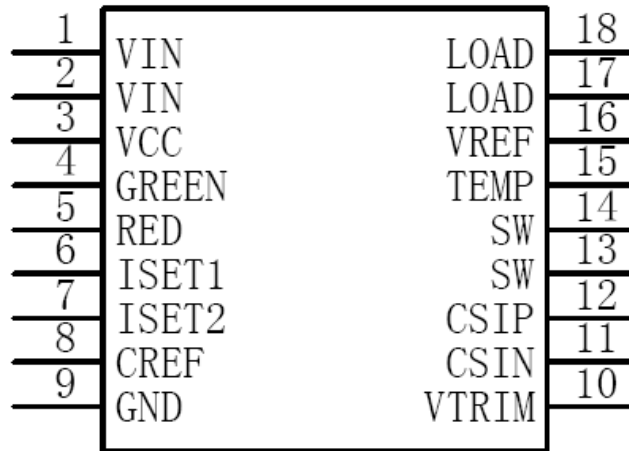 1 VIN LOAD 18
2 VIN LOAD 17
3 VCC VREF 16
4 GREEN TEMP 15
5 RED SW 14
6 ISET1 SW 13
7 ISET2 CSIP 12
8 CREF CSIN 11
9 GND VTRIM 10